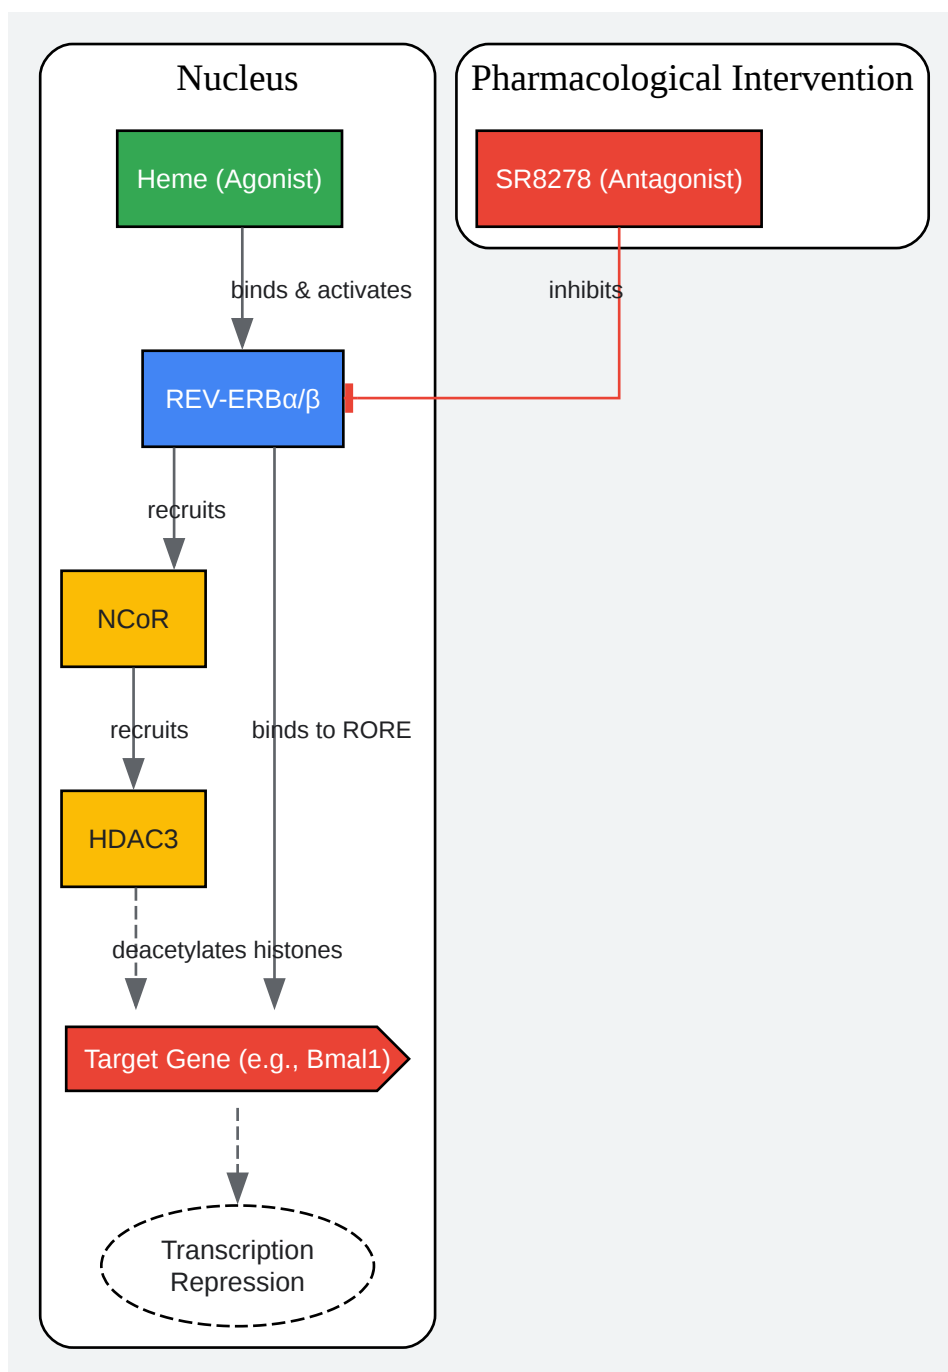 Nucleus
Pharmacological Intervention
Heme (Agonist)
SR8278 (Antagonist)
binds & activates
inhibits
REV-ERBα/β
recruits
NCoR
recruits
binds to RORE
HDAC3
deacetylates histones
Target Gene (e.g., Bmal1)
Transcription
Repression